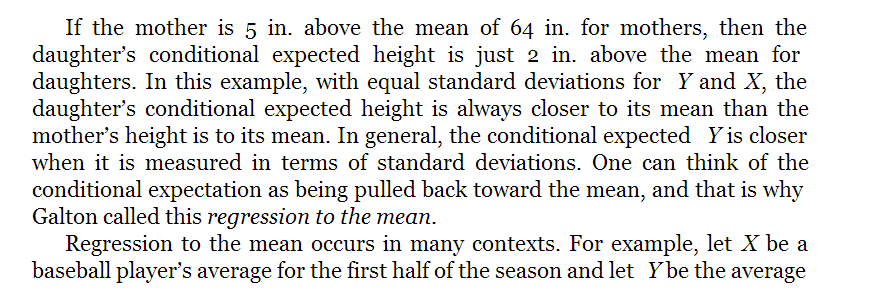 If the mother is 5 in. above the mean of 64 in. for mothers, then the
daughter’s conditional expected height is just 2 in. above the mean for
daughters. In this example, with equal standard deviations for Y and X, the
daughter’s conditional expected height is always closer to its mean than the
mother’s height is to its mean. In general, the conditional expected Y is closer
when it is measured in terms of standard deviations. One can think of the
conditional expectation as being pulled back toward the mean, and that is why
Galton called this regression to the mean.
Regression to the mean occurs in many contexts. For example, let X be a
baseball player’s average for the first half of the season and let Y be the average